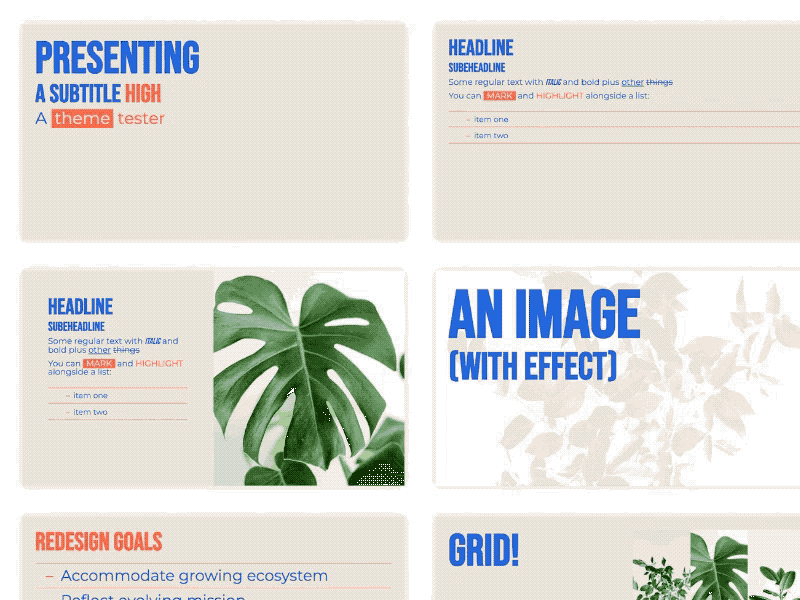 PRESENTING
A SUBTITLE HIGH
A theme tester
HEADLINE
SUBEHEADLINE
Some regular text with ITALIC and bold plus other things
You can MARK and HIGHLIGHT alongside a list:
– item one
– item two
HEADLINE
SUBEHEADLINE
Some regular text with ITALIC and
bold plus other things
You can MARK and HIGHLIGHT
alongside a list:
– item one
– item two
AN IMAGE
(WITH EFFECT)
REDESIGN GOALS
– Accommodate growing ecosystem
Reflect evolving mission
GRID!